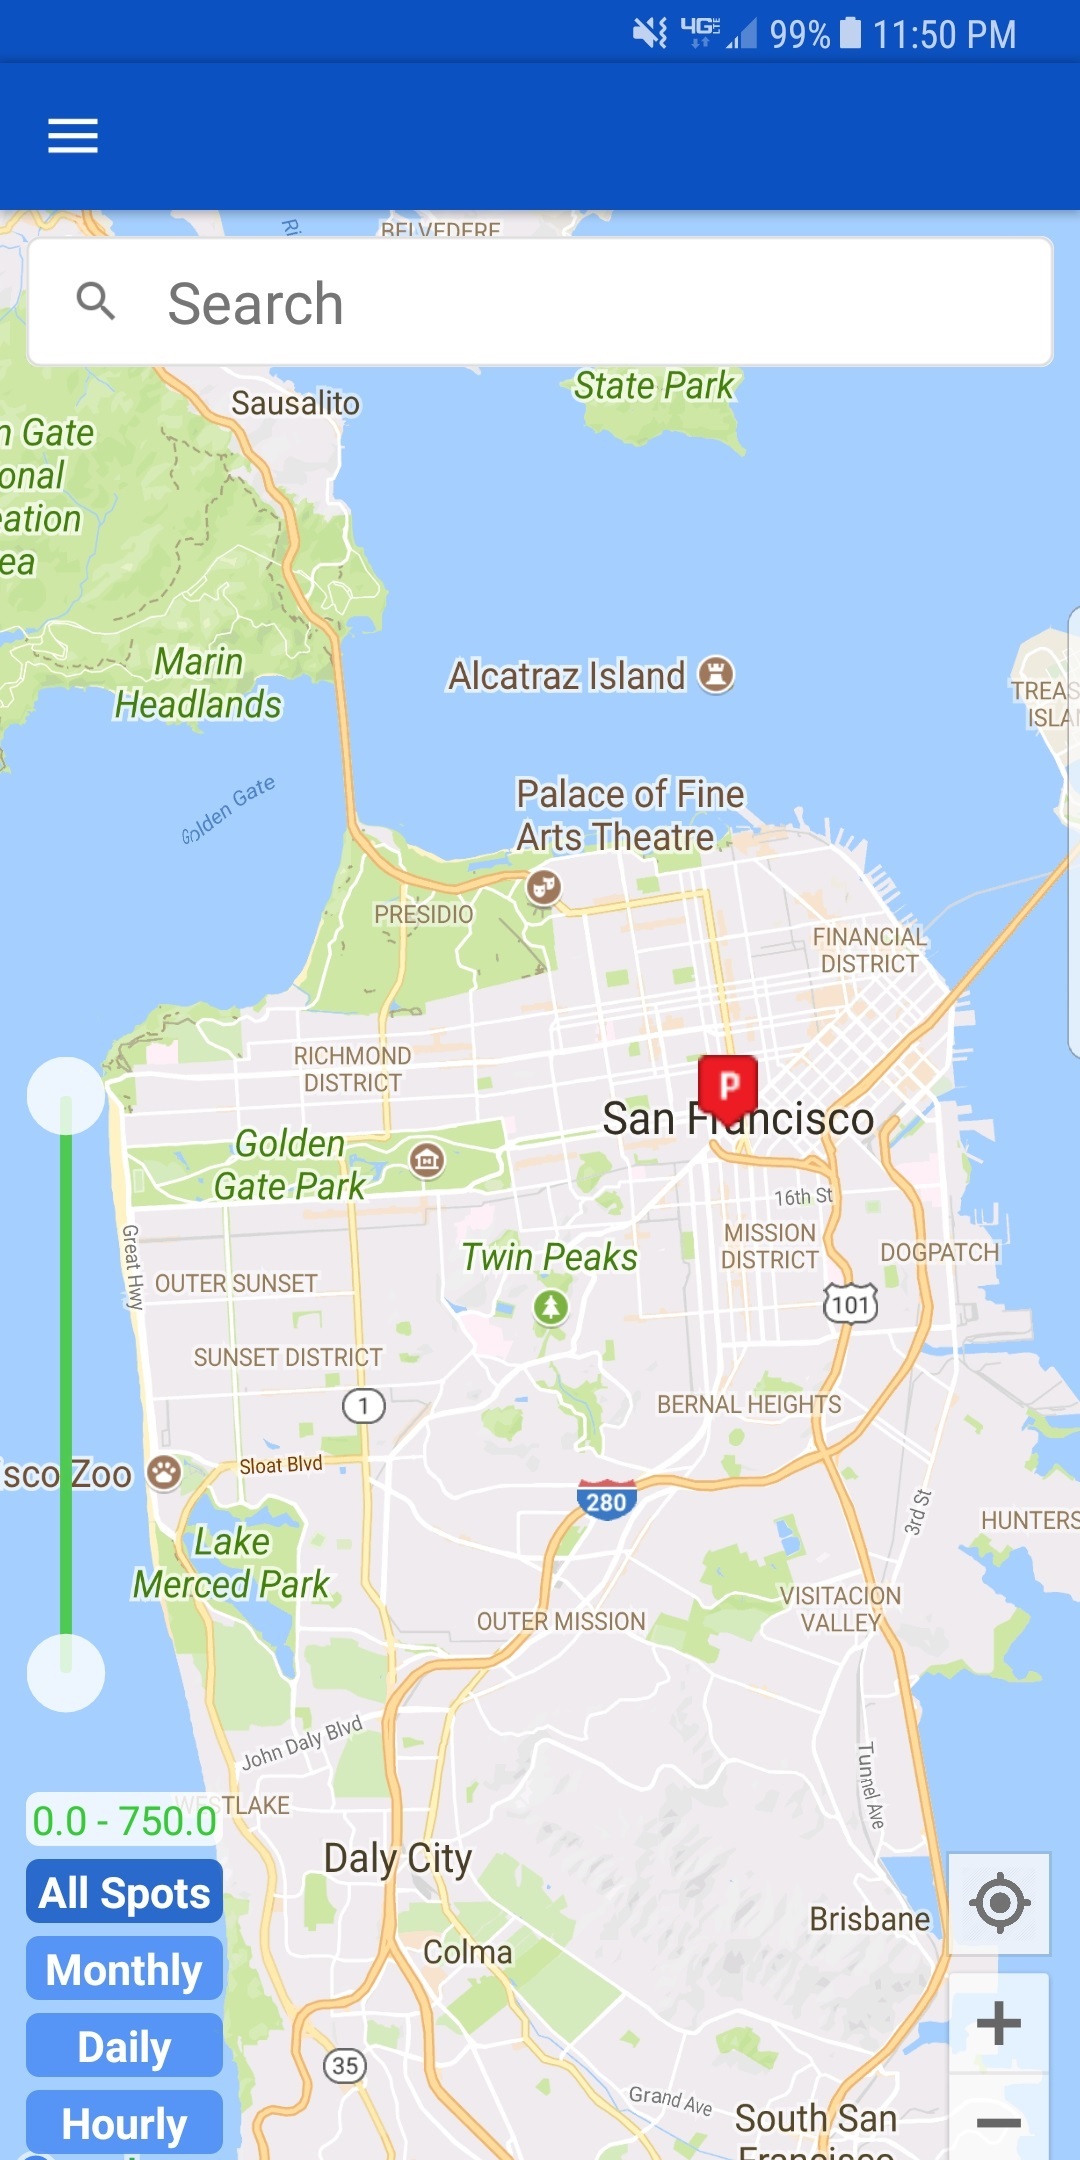 4G LTE 99% 11:50 PM
Ri
BELVEDERE
Search
State Park
Sausalito
n Gate
onal
eation
ea
Marin
Headlands
Alcatraz Island
TREAS
ISLA
Golden Gate
Palace of Fine
Arts Theatre
PRESIDIO
FINANCIAL
DISTRICT
RICHMOND
DISTRICT
P
San Francisco
Golden
Gate Park
16th St
Great Hwy
MISSION
DISTRICT
DOGPATCH
Twin Peaks
OUTER SUNSET
101
SUNSET DISTRICT
1
BERNAL HEIGHTS
sco Zoo
Sloat Blvd
280
3rd St
HUNTERS
Lake
Merced Park
VISITACION
VALLEY
OUTER MISSION
John Daly Blvd
Tunnel Ave
WESTLAKE
0.0 - 750.0
Daly City
All Spots
Brisbane
Colma
Monthly
Daily
35
Grand Ave
Hourly
South San
Francisco